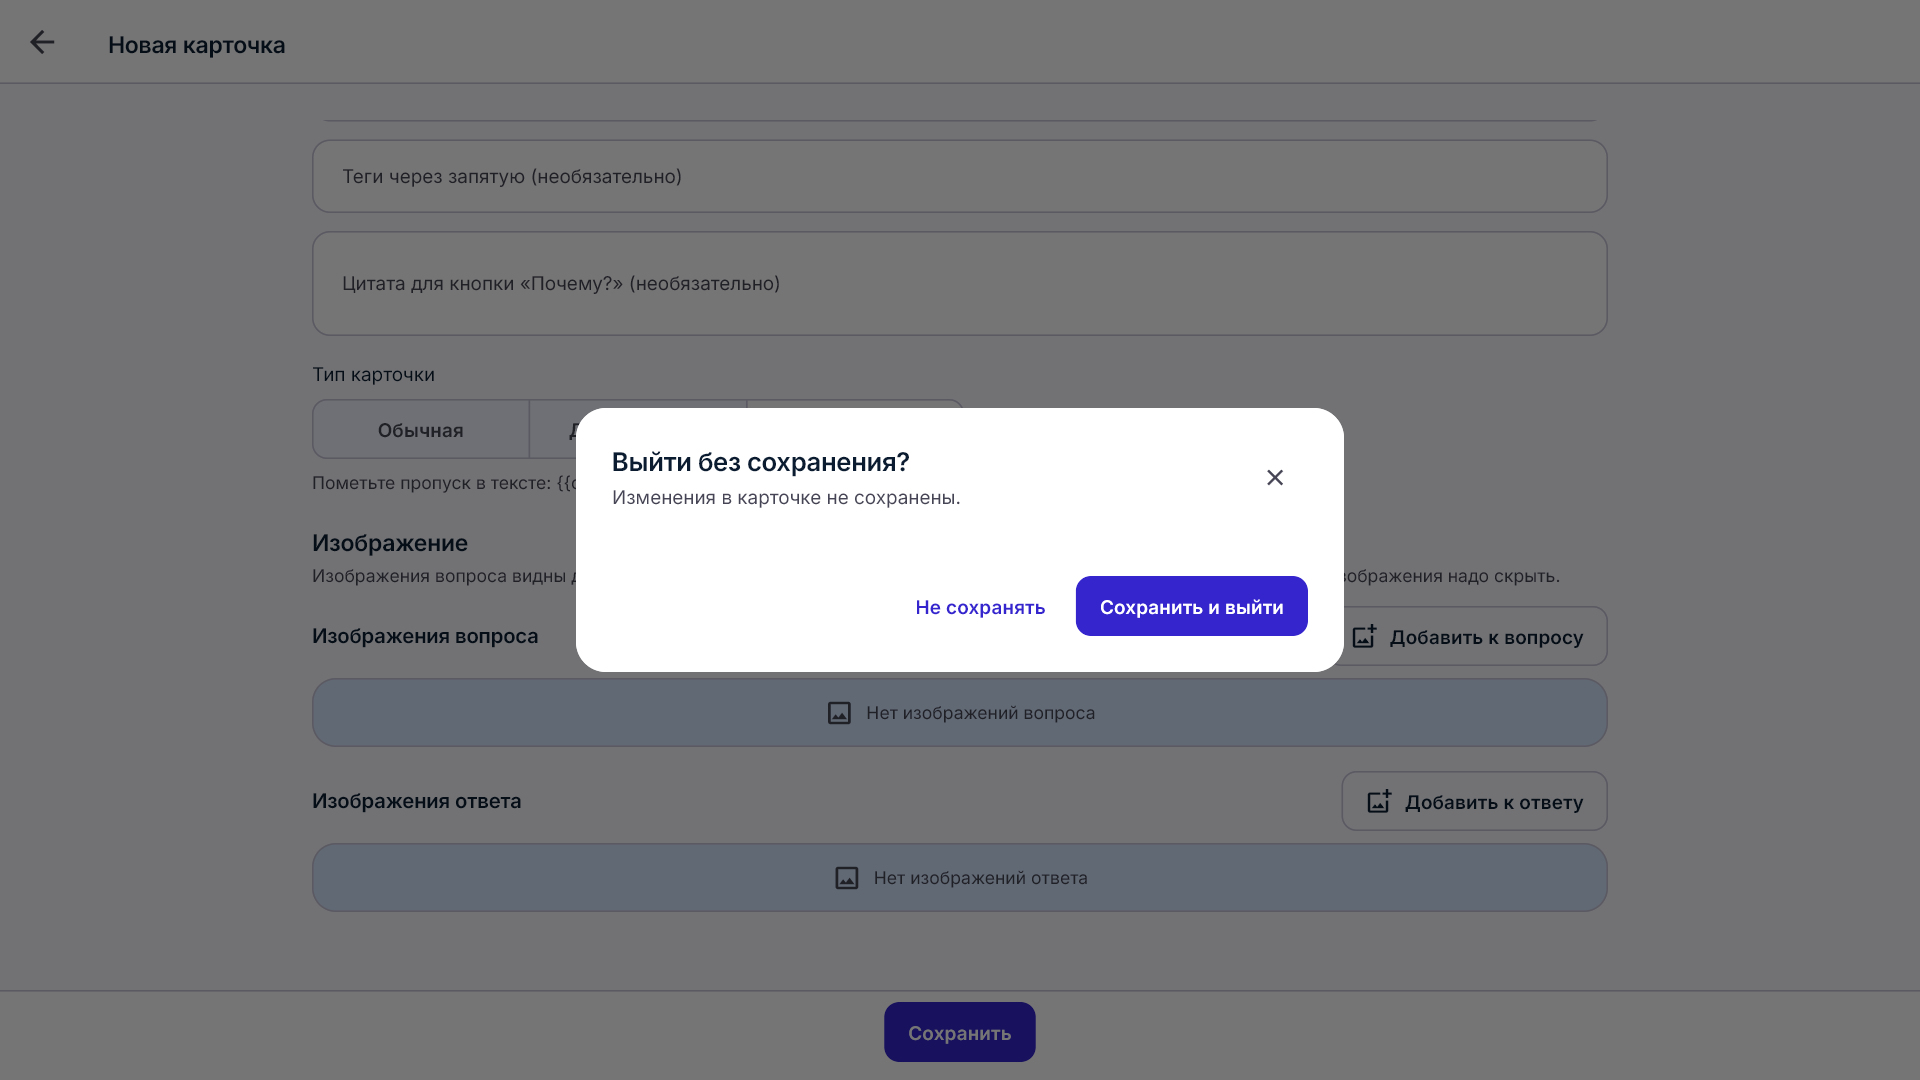 Новая карточка
Теги через запятую (необязательно)
Цитата для кнопки «Почему?» (необязательно)
Тип карточки
Обычная
Пометьте пропуск в тексте: {{c
Выйти без сохранения?
Изменения в карточке не сохранены.
Не сохранять
Сохранить и выйти
Изображение
Изображения вопроса видны
надо скрыть.
Изображения вопроса
Добавить к вопросу
Нет изображений вопроса
Изображения ответа
Добавить к ответу
Нет изображений ответа
Сохранить